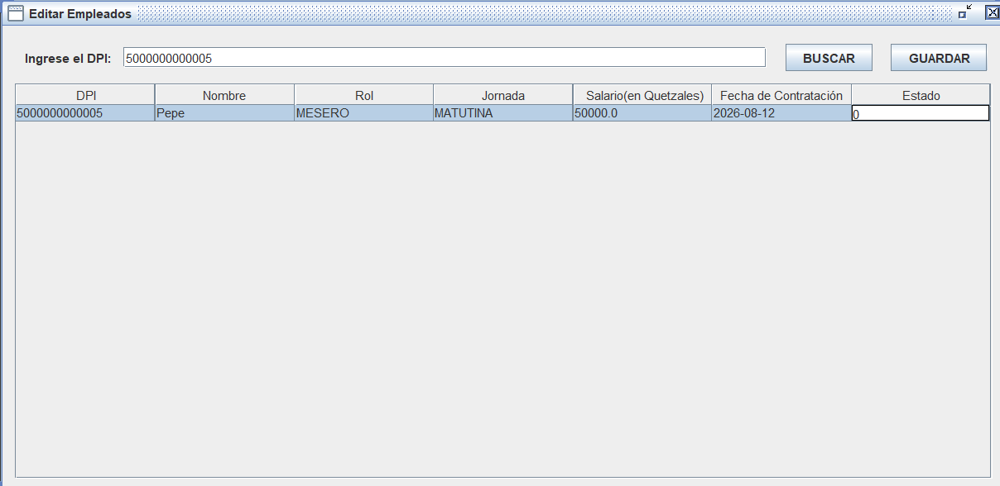 Editar Empleados
Ingrese el DPI: 5000000000005 BUSCAR GUARDAR
DPI Nombre Rol Jornada Salario(en Quetzales) Fecha de Contratación Estado
5000000000005 Pepe MESERO MATUTINA 50000.0 2026-08-12 0